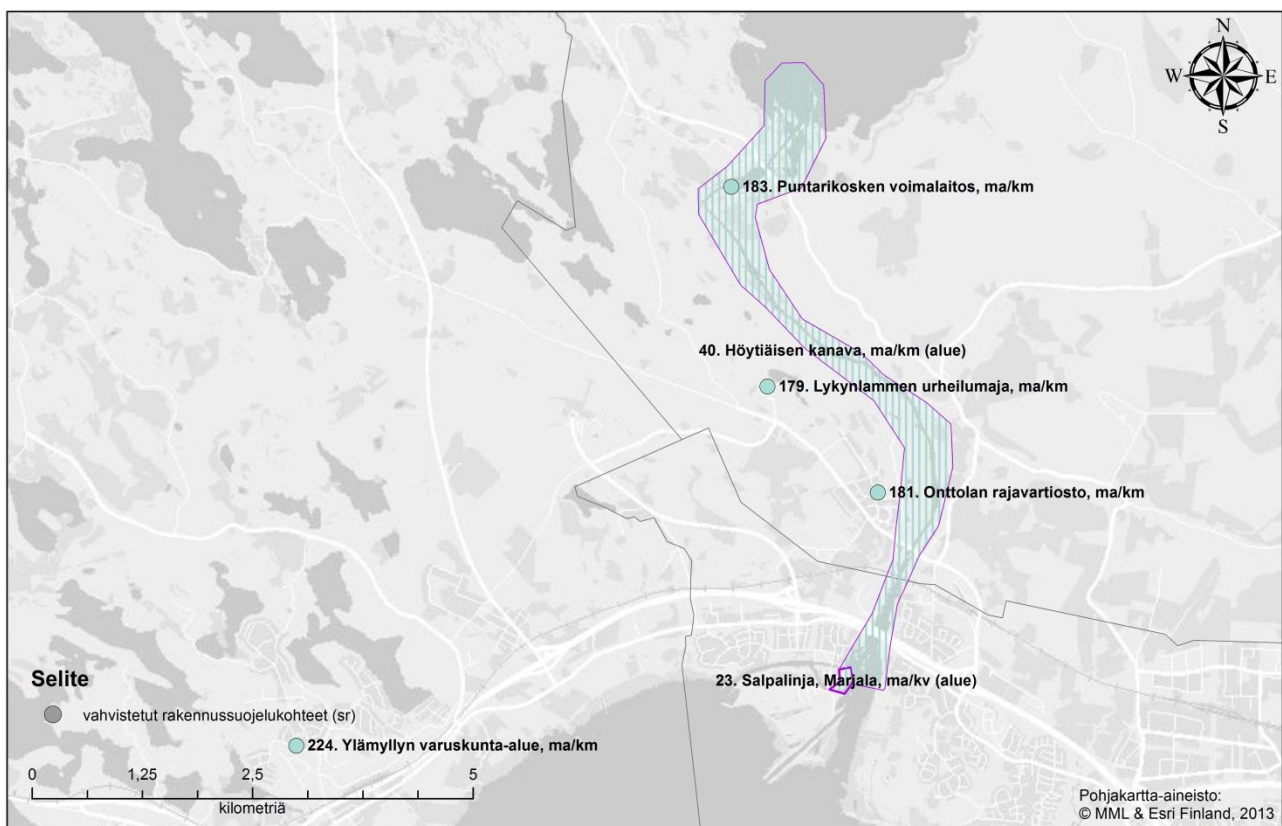 N
W E
S
183. Puntarikosken voimalaitos, ma/km
40. Höytiäisen kanava, ma/km (alue)
179. Lykynlammen urheilumaja, ma/km
181. Onttolan rajavartiosto, ma/km
23. Salpalinja, Marjala, ma/kv (alue)
Selite
vahvistetut rakennussuojelukohteet (sr)
224. Ylämyllyn varuskunta-alue, ma/km
0 1,25 2,5 5
kilometriä
Pohjakartta-aineisto:
© MML & Esri Finland, 2013